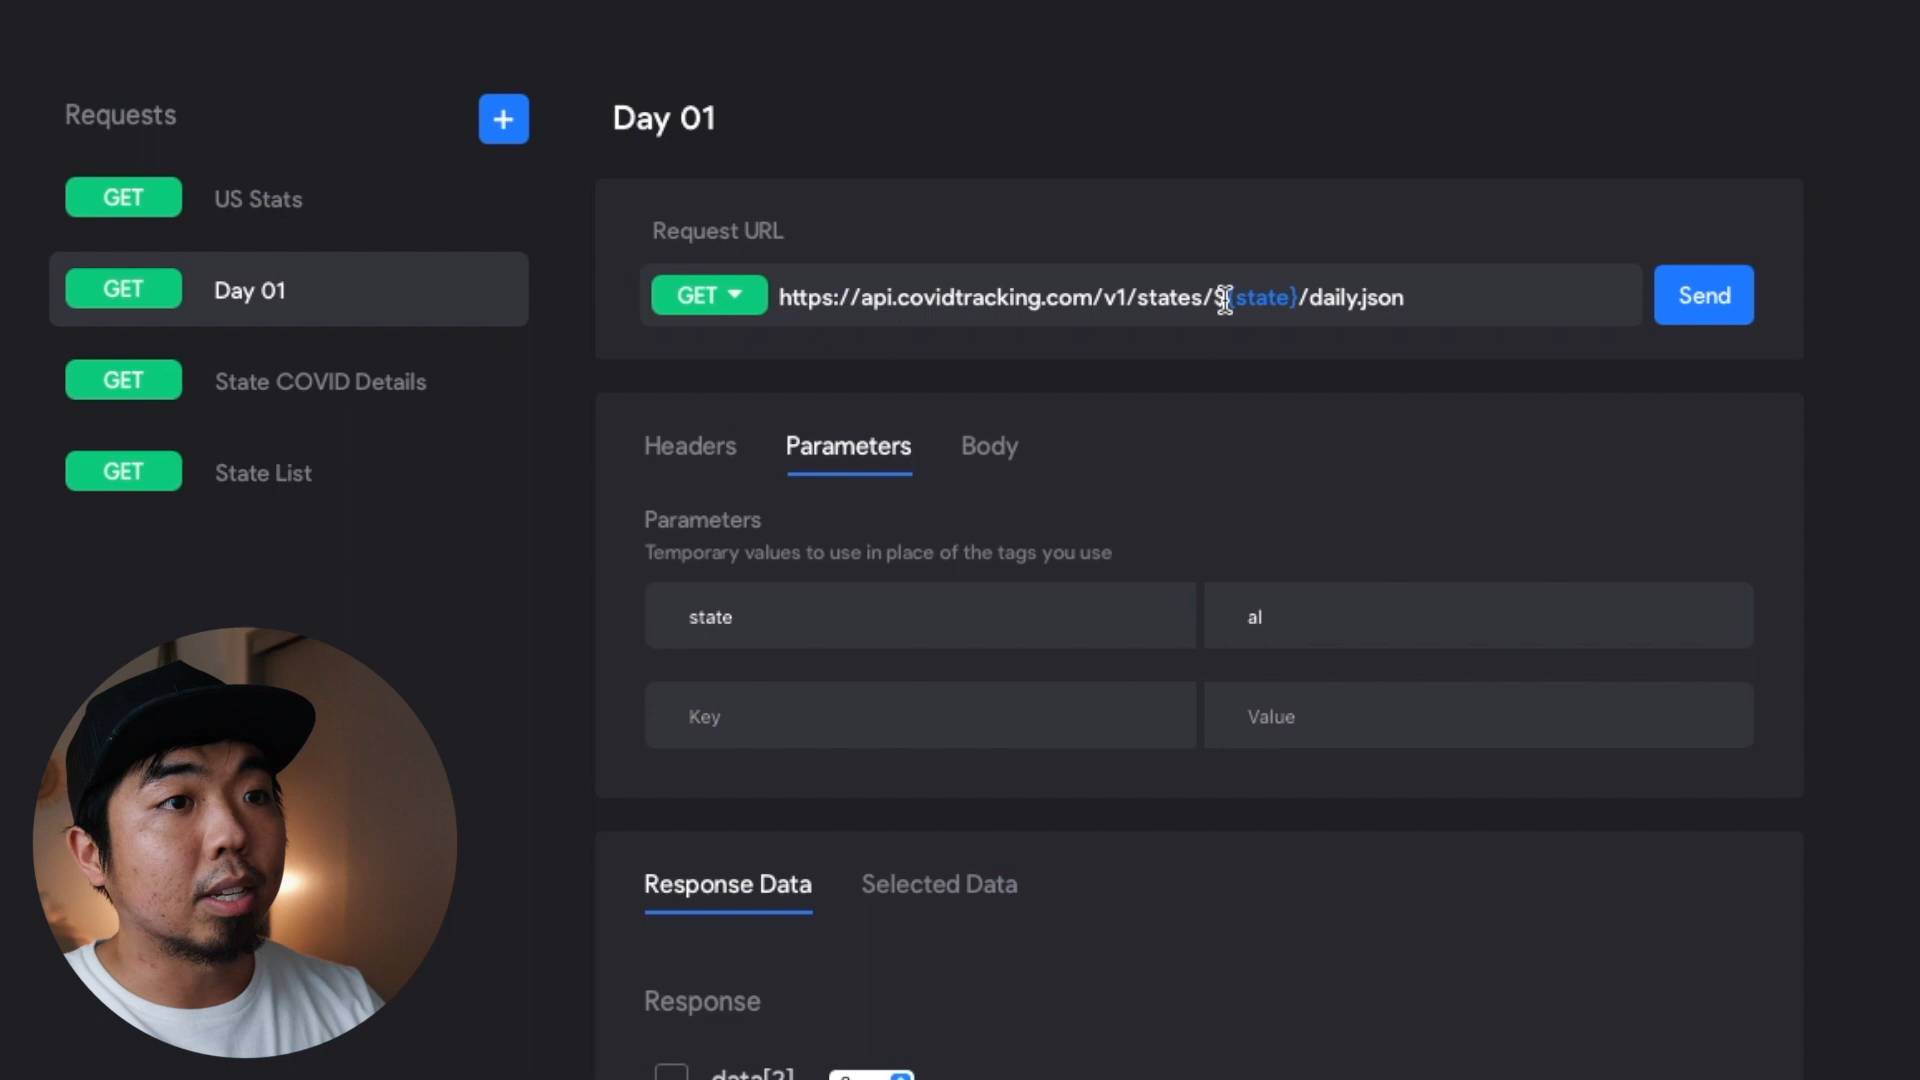 Requests
+
GET US Stats
GET Day 01
GET State COVID Details
GET State List
Day 01
Request URL
GET https://api.covidtracking.com/v1/states/${state}/daily.json
Send
Headers Parameters Body
Parameters
Temporary values to use in place of the tags you use
state al
Key Value
Response Data Selected Data
Response
data[2]